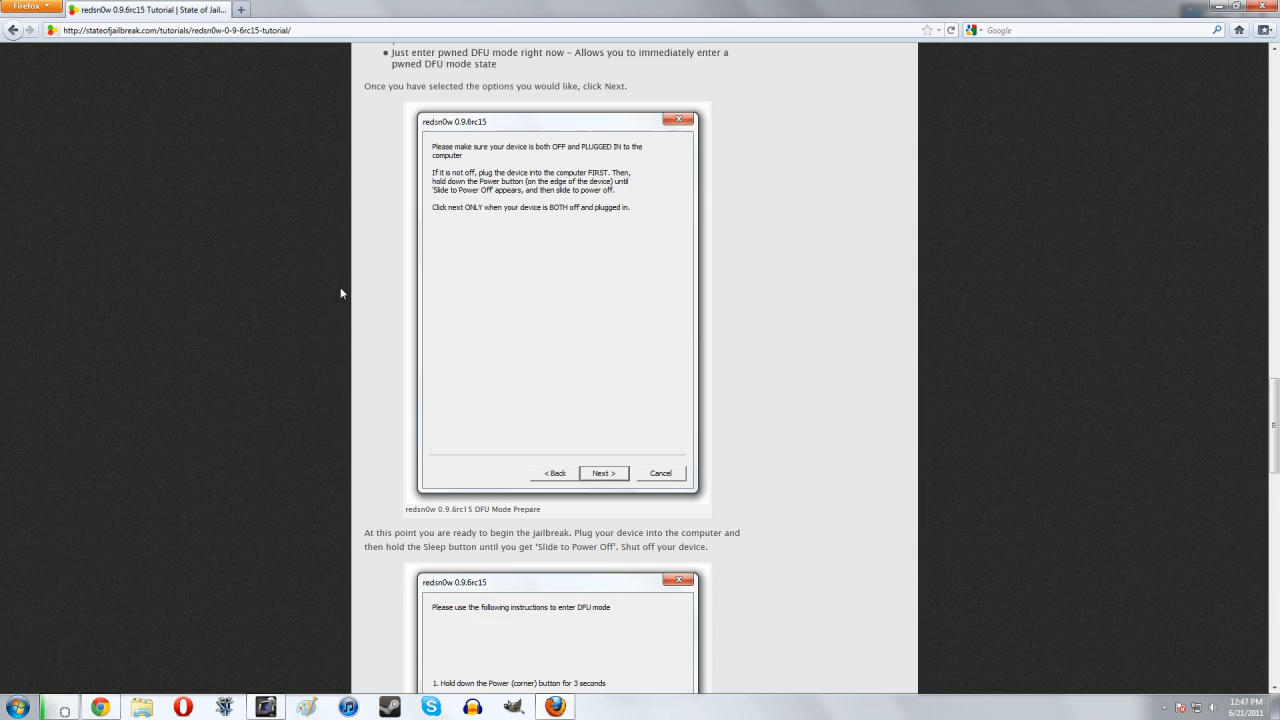 Firefox
redsn0w 0.9.6rc15 Tutorial | State of Jail...
http://stateofjailbreak.com/tutorials/redsn0w-0-9-6rc15-tutorial/
Google
● Just enter pwned DFU mode right now – Allows you to immediately enter a
pwned DFU mode state
Once you have selected the options you would like, click Next.
redsn0w 0.9.6rc15
Please make sure your device is both OFF and PLUGGED IN to the
computer
If it is not off, plug the device into the computer FIRST. Then,
hold down the Power button (on the edge of the device) until
'Slide to Power Off' appears, and then slide to power off.
Click next ONLY when your device is BOTH off and plugged in.
< Back
Next >
Cancel
redsn0w 0.9.6rc15 DFU Mode Prepare
At this point you are ready to begin the jailbreak. Plug your device into the computer and
then hold the Sleep button until you get ‘Slide to Power Off’. Shut off your device.
redsn0w 0.9.6rc15
Please use the following instructions to enter DFU mode
1. Hold down the Power (corner) button for 3 seconds
12:47 PM
6/21/2011